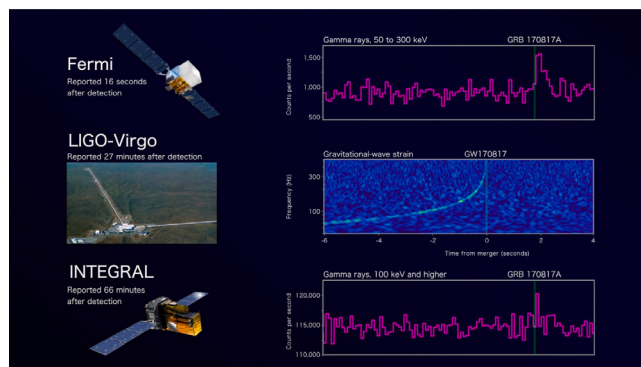 Fermi
Reported 16 seconds
after detection
Gamma rays, 50 to 300 keV
GRB 170817A
Counts per second
1,500
1,000
500
LIGO-Virgo
Reported 27 minutes after detection
Gravitational-wave strain
GW170817
Frequency (Hz)
300
100
-6
-4
-2
0
2
4
Time from merger (seconds)
INTEGRAL
Reported 66 minutes
after detection
Gamma rays, 100 keV and higher
GRB 170817A
Counts per second
120,000
115,000
110,000